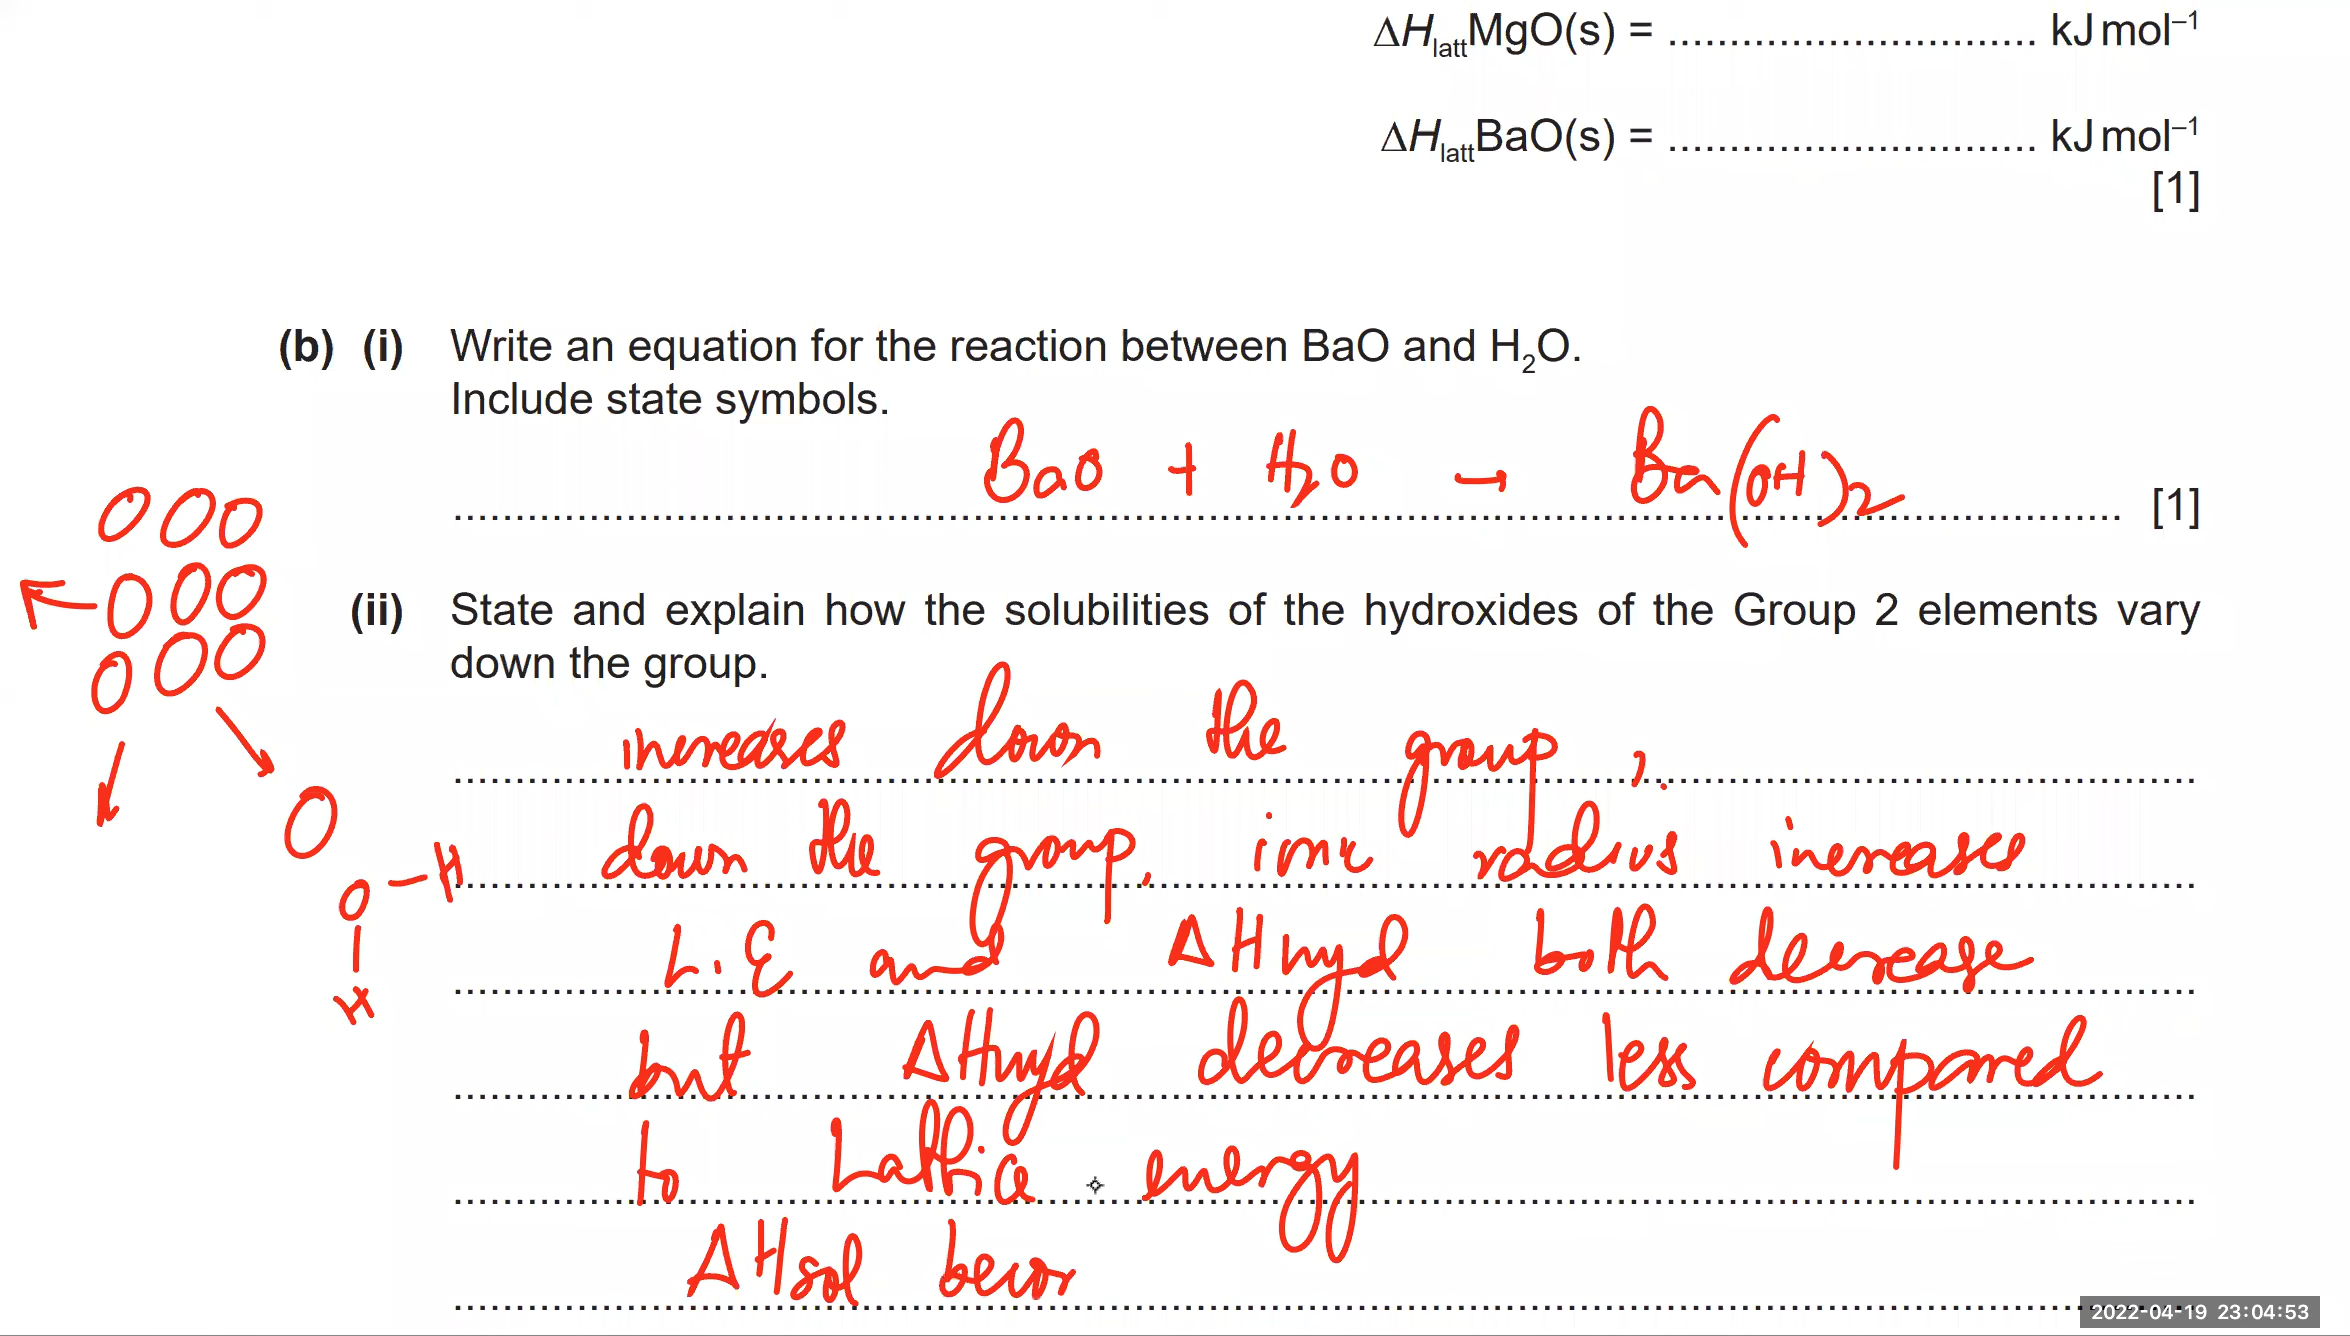 ΔHlattMgO(s) = .............................. kJ mol⁻¹
ΔHlattBaO(s) = .............................. kJ mol⁻¹
[1]
(b) (i) Write an equation for the reaction between BaO and H₂O.
Include state symbols.
BaO + H₂O → Ba(OH)₂ [1]
(ii) State and explain how the solubilities of the hydroxides of the Group 2 elements vary
down the group.
increases down the group,
down the group, ionic radius increases
L.E and ΔHhyd both decrease
but ΔHhyd decreases less compared
to Lattice energy
ΔHsol becom
O
O–H
H
2022-04-19 23:04:53